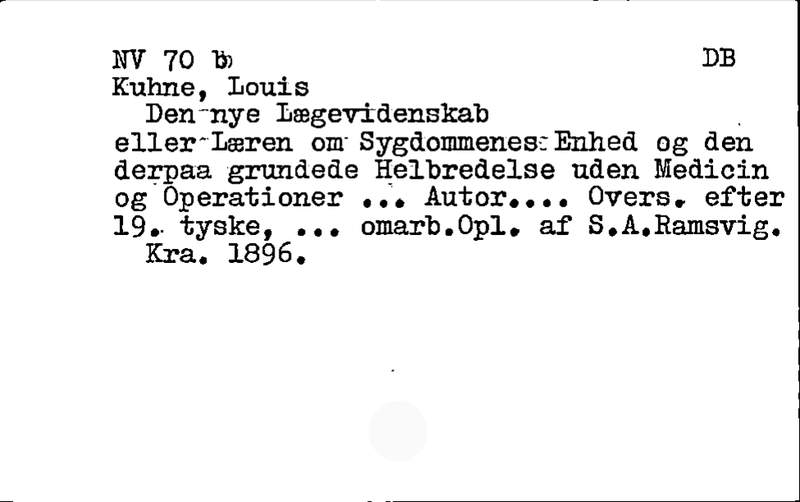 NV 70 b DB
Kuhne, Louis
Den nye Lægevidenskab
eller Læren om Sygdommenes Enhed og den
derpaa grundede Helbredelse uden Medicin
og Operationer ... Autor.... Overs. efter
19. tyske, ... omarb.Opl. af S.A.Ramsvig.
Kra. 1896.